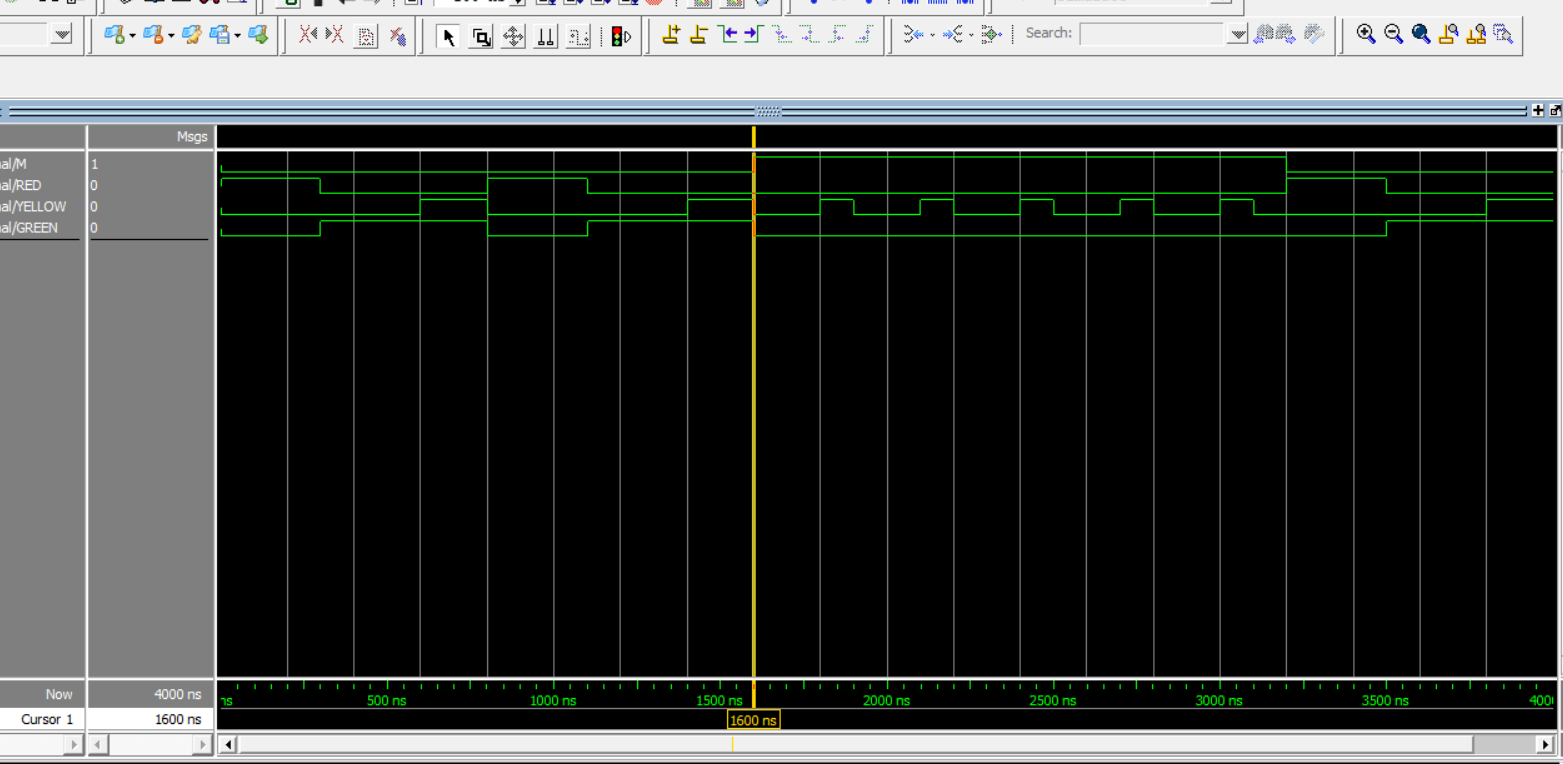 Search:
Msgs
al/M 1
al/RED 0
al/YELLOW 0
al/GREEN 0
Now 4000 ns
ns 500 ns 1000 ns 1500 ns 2000 ns 2500 ns 3000 ns 3500 ns 400
Cursor 1 1600 ns
1600 ns